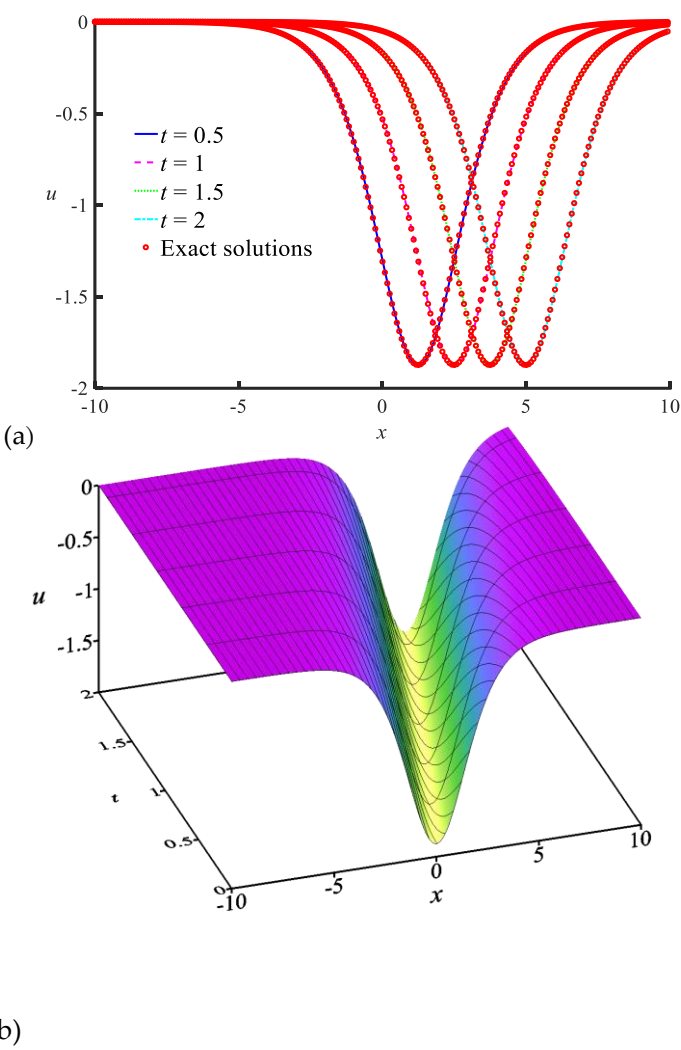 0
-0.5
t = 0.5
t = 1
t = 1.5
u -1
t = 2
Exact solutions
-1.5
-2
-10 -5 0 5 10
x
(a)
0
-0.5
u -1
-1.5
2
1.5
t 1
0.5
0
-10 -5 0 5 10
x
b)